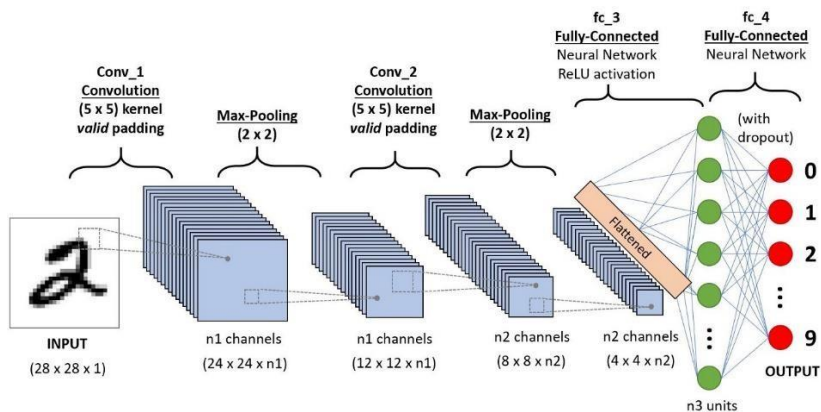 fc_3
Fully-Connected
Neural Network
ReLU activation
fc_4
Fully-Connected
Neural Network
Conv_1
Convolution
(5 x 5) kernel
valid padding
Max-Pooling
(2 x 2)
Conv_2
Convolution
(5 x 5) kernel
valid padding
Max-Pooling
(2 x 2)
(with
dropout)
2
Flattened
0
1
2
9
INPUT
(28 x 28 x 1)
n1 channels
(24 x 24 x n1)
n1 channels
(12 x 12 x n1)
n2 channels
(8 x 8 x n2)
n2 channels
(4 x 4 x n2)
n3 units
OUTPUT